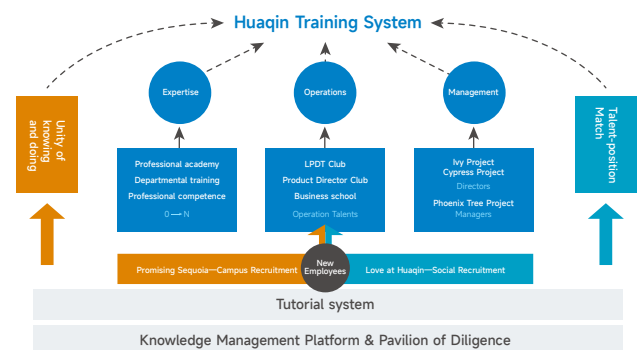 Huaqin Training System
Expertise
Operations
Management
Unity of
knowing
and doing
Talent-position
Match
Professional academy
Departmental training
Professional competence
0 → N
LPDT Club
Product Director Club
Business school
Operation Talents
Ivy Project
Cypress Project
Directors
Phoenix Tree Project
Managers
Promising Sequoia—Campus Recruitment
New
Employees
Love at Huaqin—Social Recruitment
Tutorial system
Knowledge Management Platform & Pavilion of Diligence